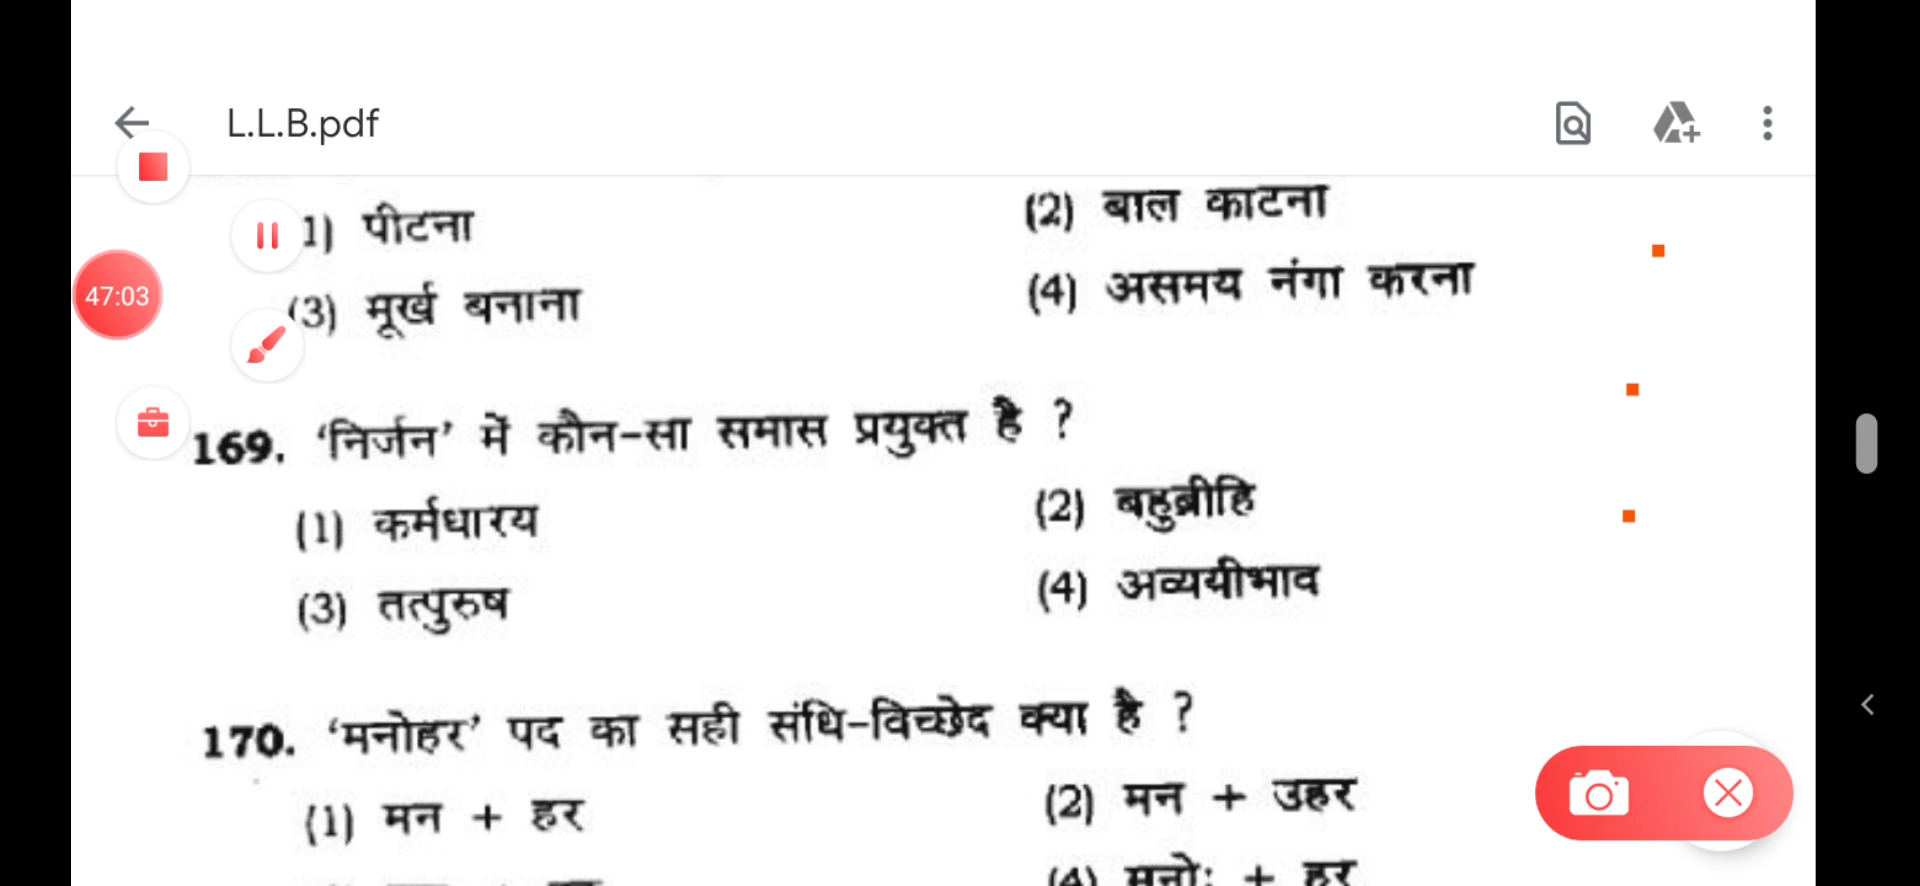 L.L.B.pdf
1) पीटना (2) बाल काटना
47:03
(3) मूर्ख बनाना (4) असमय नंगा करना
169. ‘निर्जन’ में कौन-सा समास प्रयुक्त है ?
(1) कर्मधारय (2) बहुब्रीहि
(3) तत्पुरुष (4) अव्ययीभाव
170. ‘मनोहर’ पद का सही संधि-विच्छेद क्या है ?
(1) मन + हर (2) मन + उहर
(4) मनो: + हर